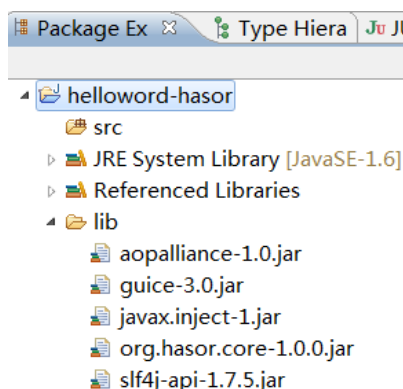 Package Ex Type Hiera Ju JU
helloword-hasor
src
JRE System Library [JavaSE-1.6]
Referenced Libraries
lib
aopalliance-1.0.jar
guice-3.0.jar
javax.inject-1.jar
org.hasor.core-1.0.0.jar
slf4j-api-1.7.5.jar